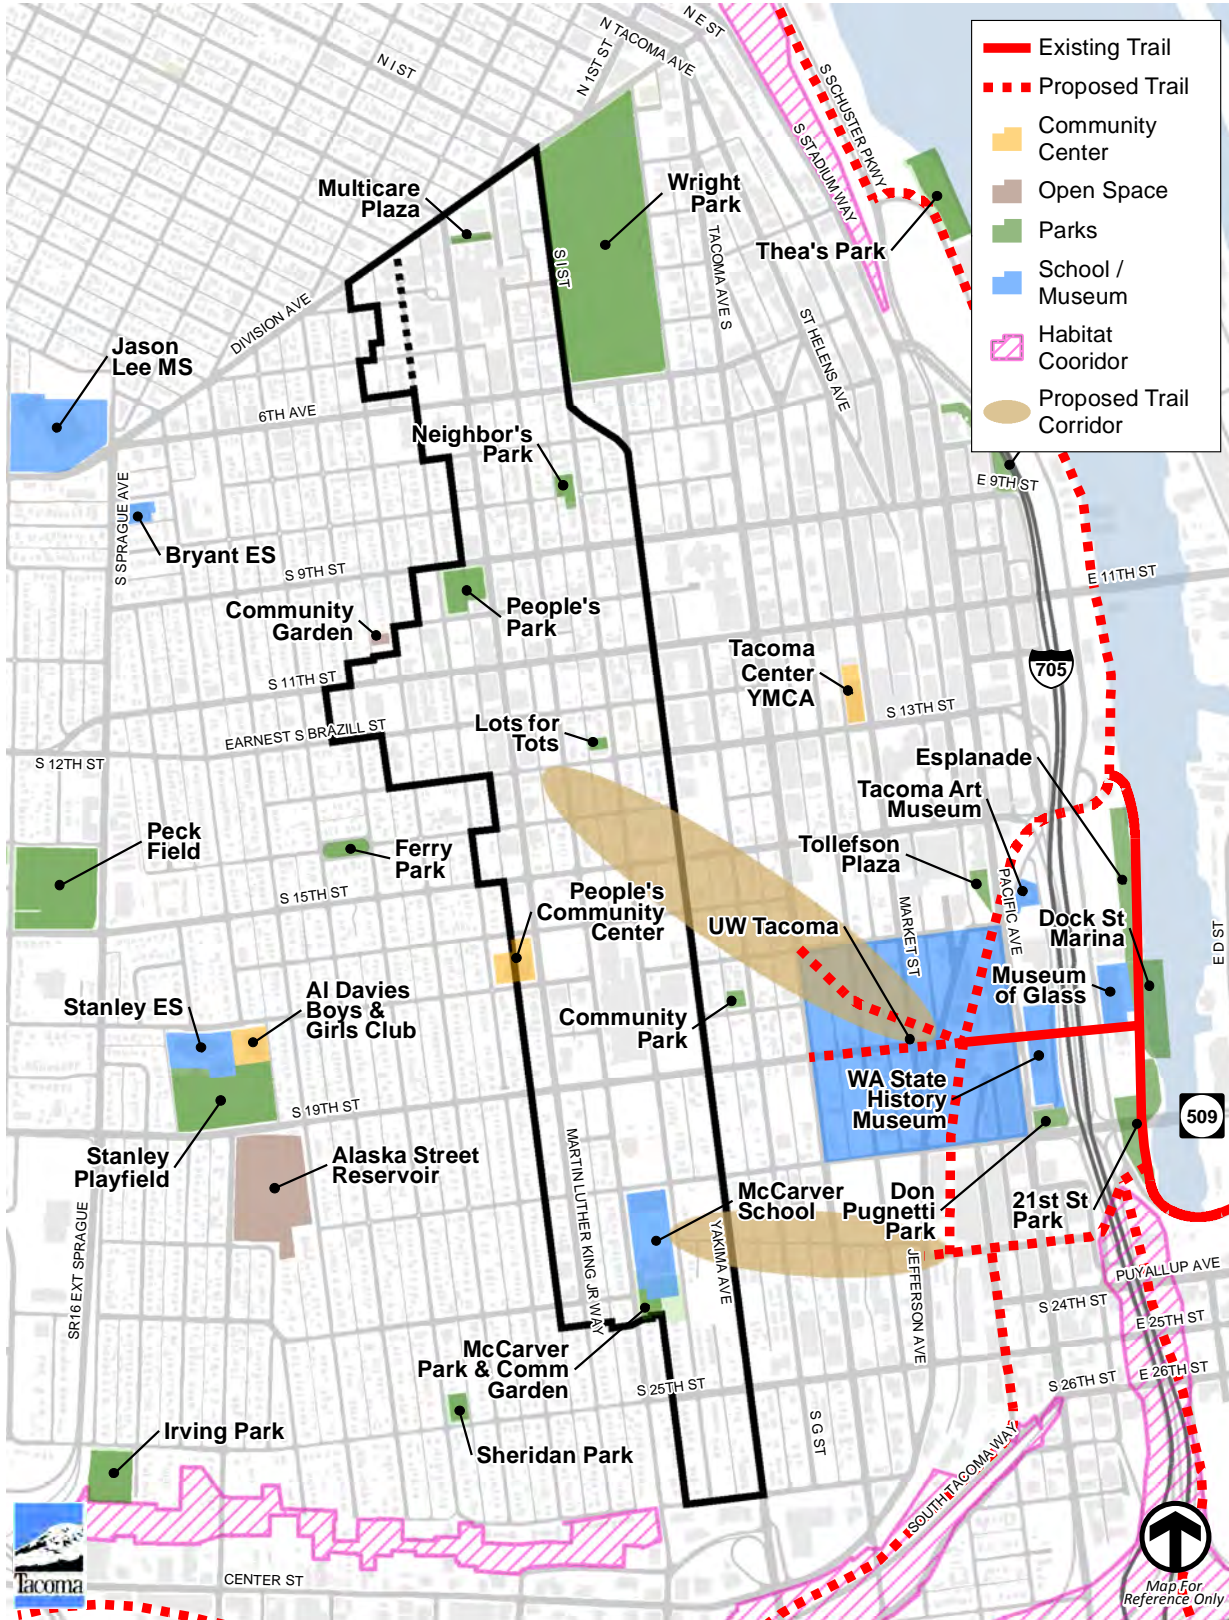 N E ST
N TACOMA AVE
N I ST
N 1ST ST
S SCHUSTER PKWY
S STADIUM WAY
Existing Trail
Proposed Trail
Community
Center
Open Space
Parks
School /
Museum
Habitat
Cooridor
Proposed Trail
Corridor
Multicare
Plaza
Wright
Park
Thea's Park
S I ST
TACOMA AVE S
ST HELENS AVE
DIVISION AVE
Jason
Lee MS
6TH AVE
Neighbor's
Park
E 9TH ST
S SPRAGUE AVE
Bryant ES
S 9TH ST
E 11TH ST
Community
Garden
People's
Park
Tacoma
Center
YMCA
705
S 11TH ST
S 13TH ST
EARNEST S BRAZILL ST
Lots for
Tots
S 12TH ST
Esplanade
Tacoma Art
Museum
Peck
Field
Ferry
Park
Tollefson
Plaza
S 15TH ST
People's
Community
Center
PACIFIC AVE
MARKET ST
UW Tacoma
Dock St
Marina
E D ST
Museum
of Glass
Stanley ES
Al Davies
Boys &
Girls Club
Community
Park
WA State
History
Museum
S 19TH ST
509
Stanley
Playfield
Alaska Street
Reservoir
MARTIN LUTHER KING JR WAY
McCarver
School
Don
Pugnetti
Park
21st St
Park
SR16 EXT SPRAGUE
YAKIMA AVE
JEFFERSON AVE
PUYALLUP AVE
S 24TH ST
E 25TH ST
McCarver
Park & Comm
Garden
S 25TH ST
S 26TH ST
E 26TH ST
Irving Park
Sheridan Park
S G ST
SOUTH TACOMA WAY
Tacoma
CENTER ST
Map For
Reference Only